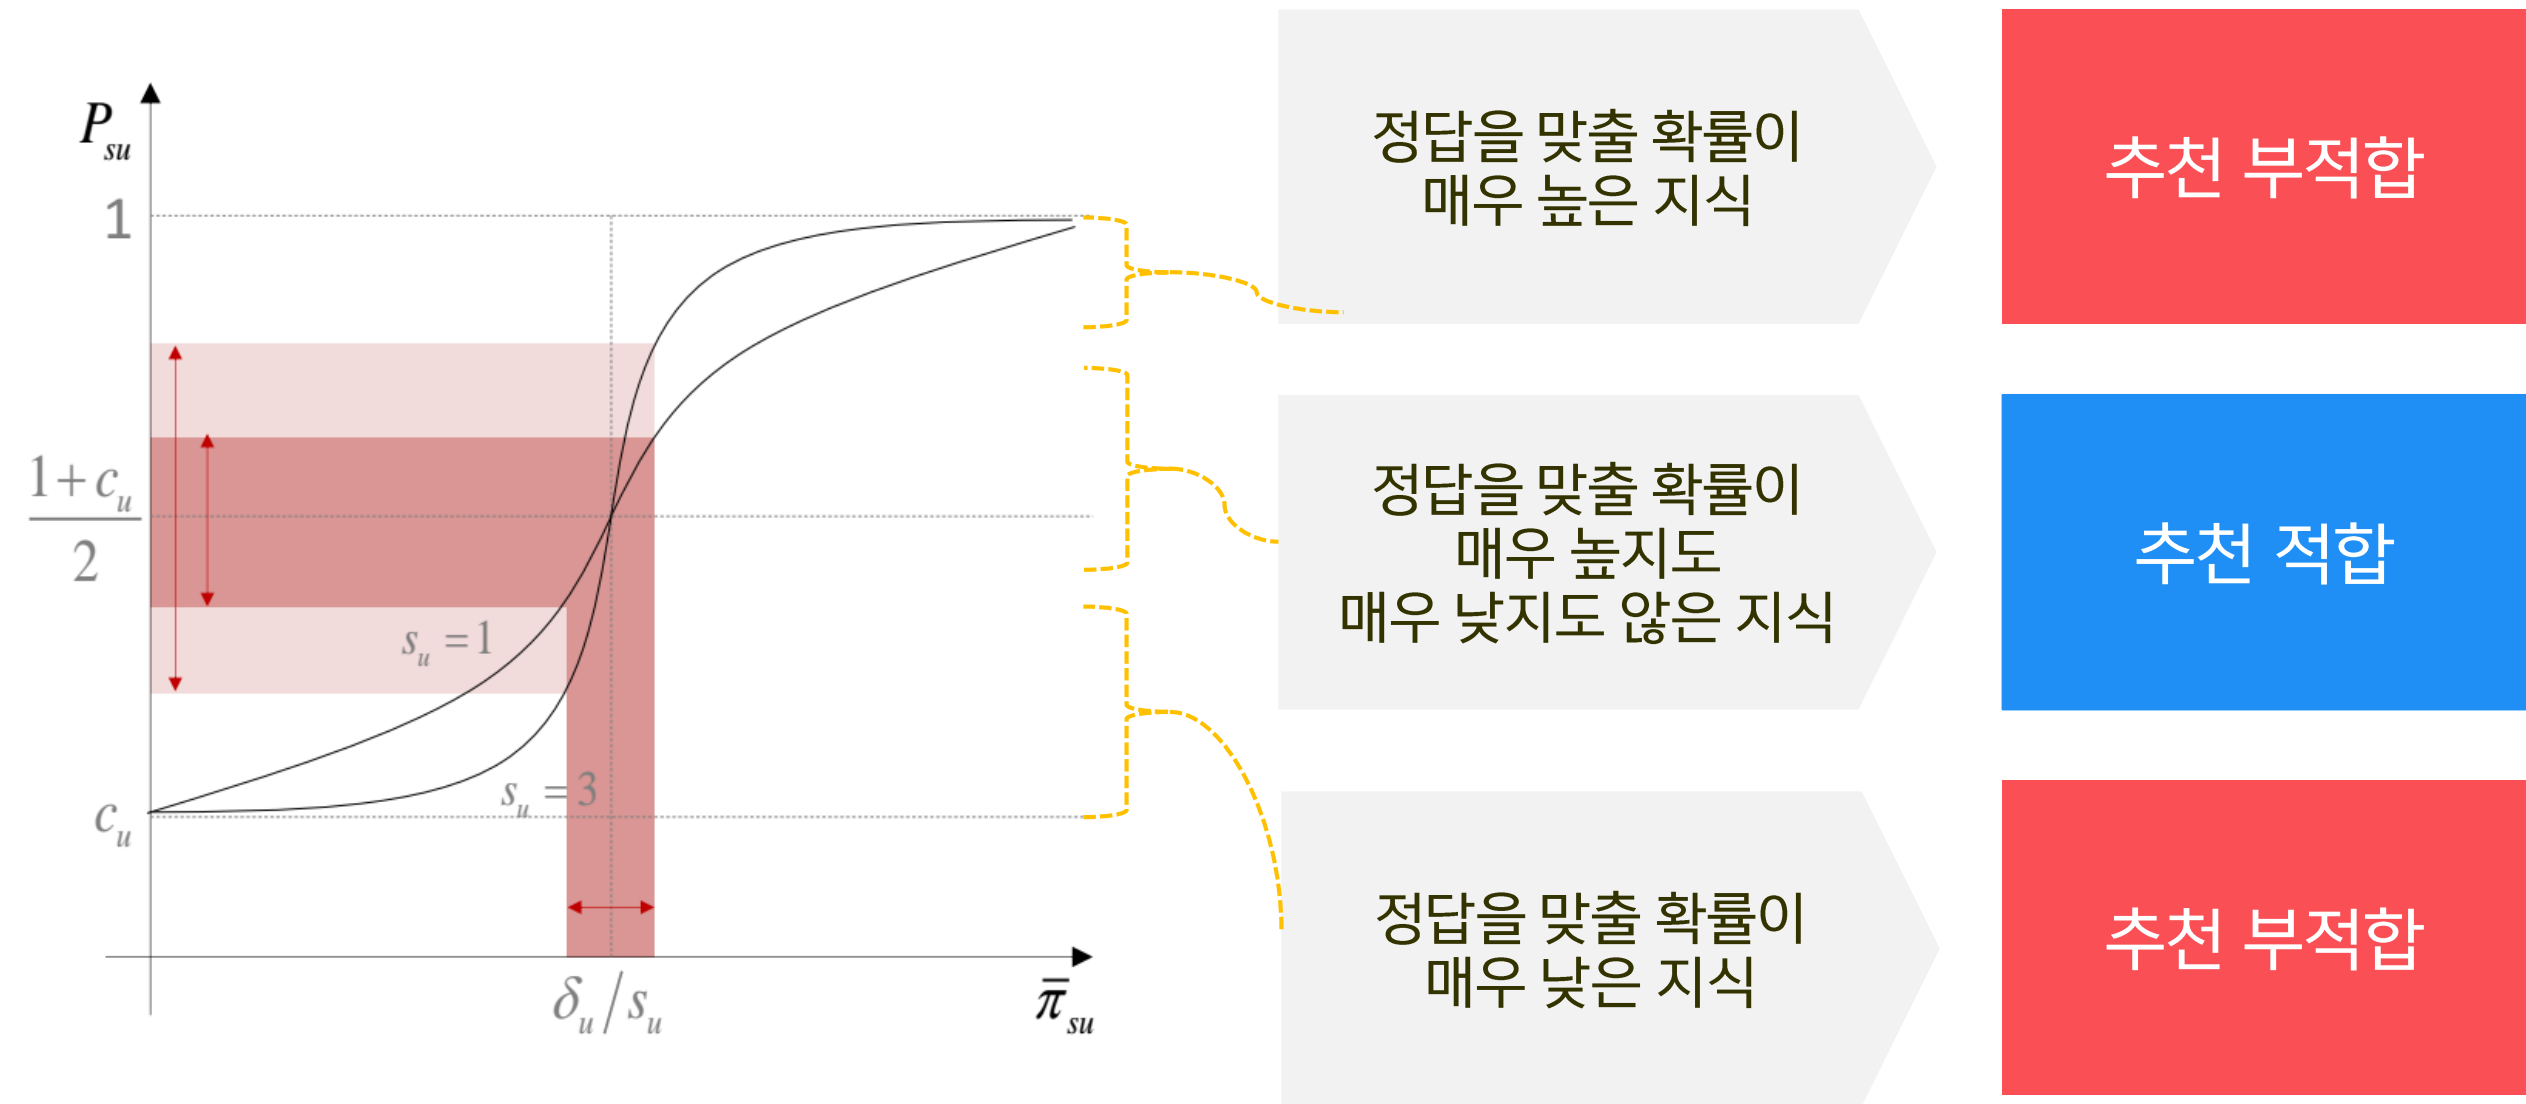 P_su
1
1+c_u
2
c_u
s_u = 1
s_u = 3
δ_u/s_u
π̅_su
정답을 맞출 확률이
매우 높은 지식
추천 부적합
정답을 맞출 확률이
매우 높지도
매우 낮지도 않은 지식
추천 적합
정답을 맞출 확률이
매우 낮은 지식
추천 부적합